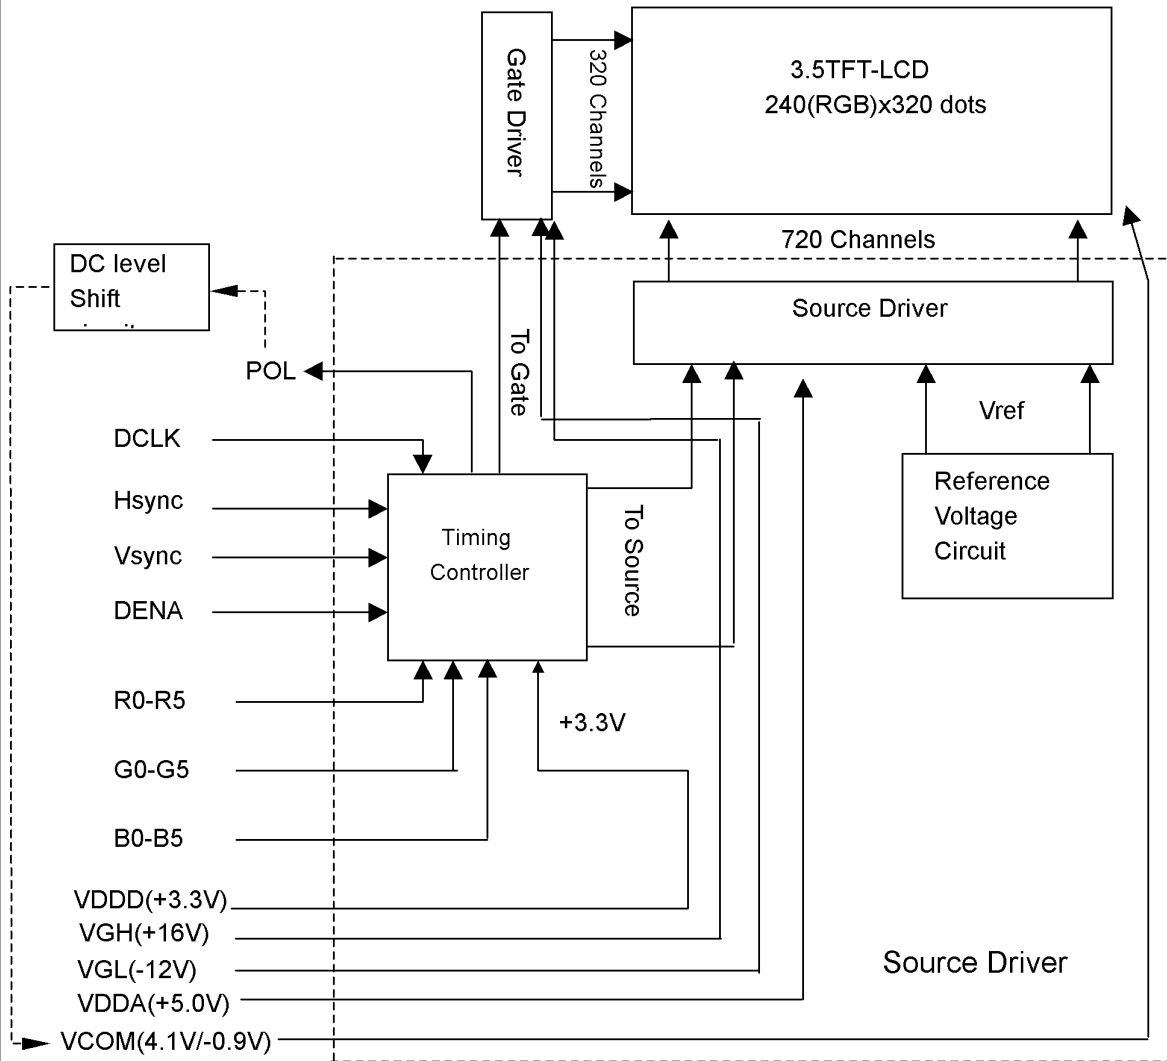 Gate Driver
320 Channels
3.5TFT-LCD
240(RGB)x320 dots
720 Channels
DC level
Shift
Source Driver
POL
To Gate
Vref
DCLK
Hsync
Vsync
DENA
Timing
Controller
To Source
Reference
Voltage
Circuit
R0-R5
+3.3V
G0-G5
B0-B5
VDDD(+3.3V)
VGH(+16V)
VGL(-12V)
VDDA(+5.0V)
VCOM(4.1V/-0.9V)
Source Driver